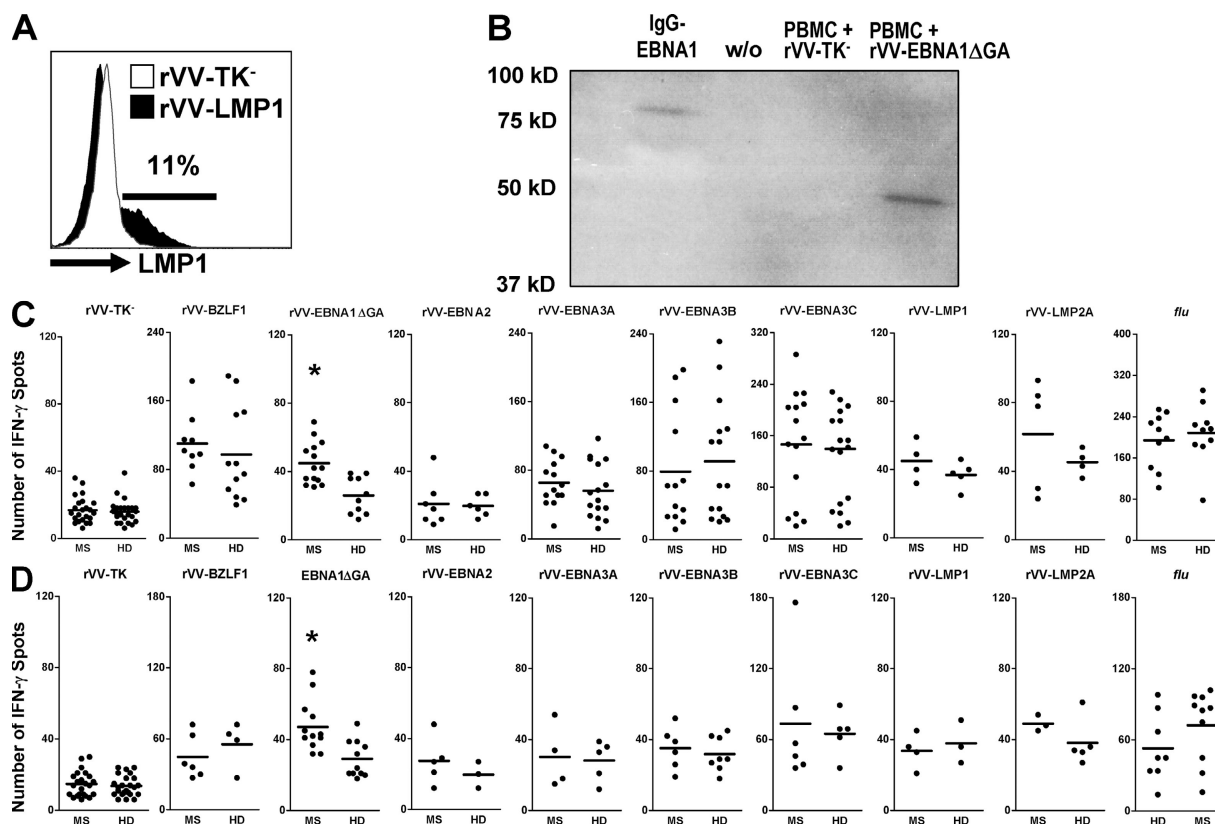 A
rVV-TK-
rVV-LMP1
11%
LMP1
B
IgG-
EBNA1
w/o
PBMC +
rVV-TK-
PBMC +
rVV-EBNA1ΔGA
100 kD
75 kD
50 kD
37 kD
C
rVV-TK-
rVV-BZLF1
rVV-EBNA1ΔGA
rVV-EBNA2
rVV-EBNA3A
rVV-EBNA3B
rVV-EBNA3C
rVV-LMP1
rVV-LMP2A
flu
Number of IFN-γ Spots
120 80 40 0
240 160 80 0
120 80 40 0
120 80 40 0
180 120 60 0
240 160 80 0
320 240 160 80 0
120 80 40 0
120 80 40 0
400 300 200 100 0
*
MS HD
MS HD
MS HD
MS HD
MS HD
MS HD
MS HD
MS HD
MS HD
MS HD
D
rVV-TK
rVV-BZLF1
EBNA1ΔGA
rVV-EBNA2
rVV-EBNA3A
rVV-EBNA3B
rVV-EBNA3C
rVV-LMP1
rVV-LMP2A
flu
Number of IFN-γ Spots
120 80 40 0
180 120 60 0
120 80 40 0
120 80 40 0
120 80 40 0
120 80 40 0
180 120 60 0
120 80 40 0
120 80 40 0
180 120 60 0
*
MS HD
MS HD
MS HD
MS HD
MS HD
MS HD
MS HD
MS HD
MS HD
HD MS